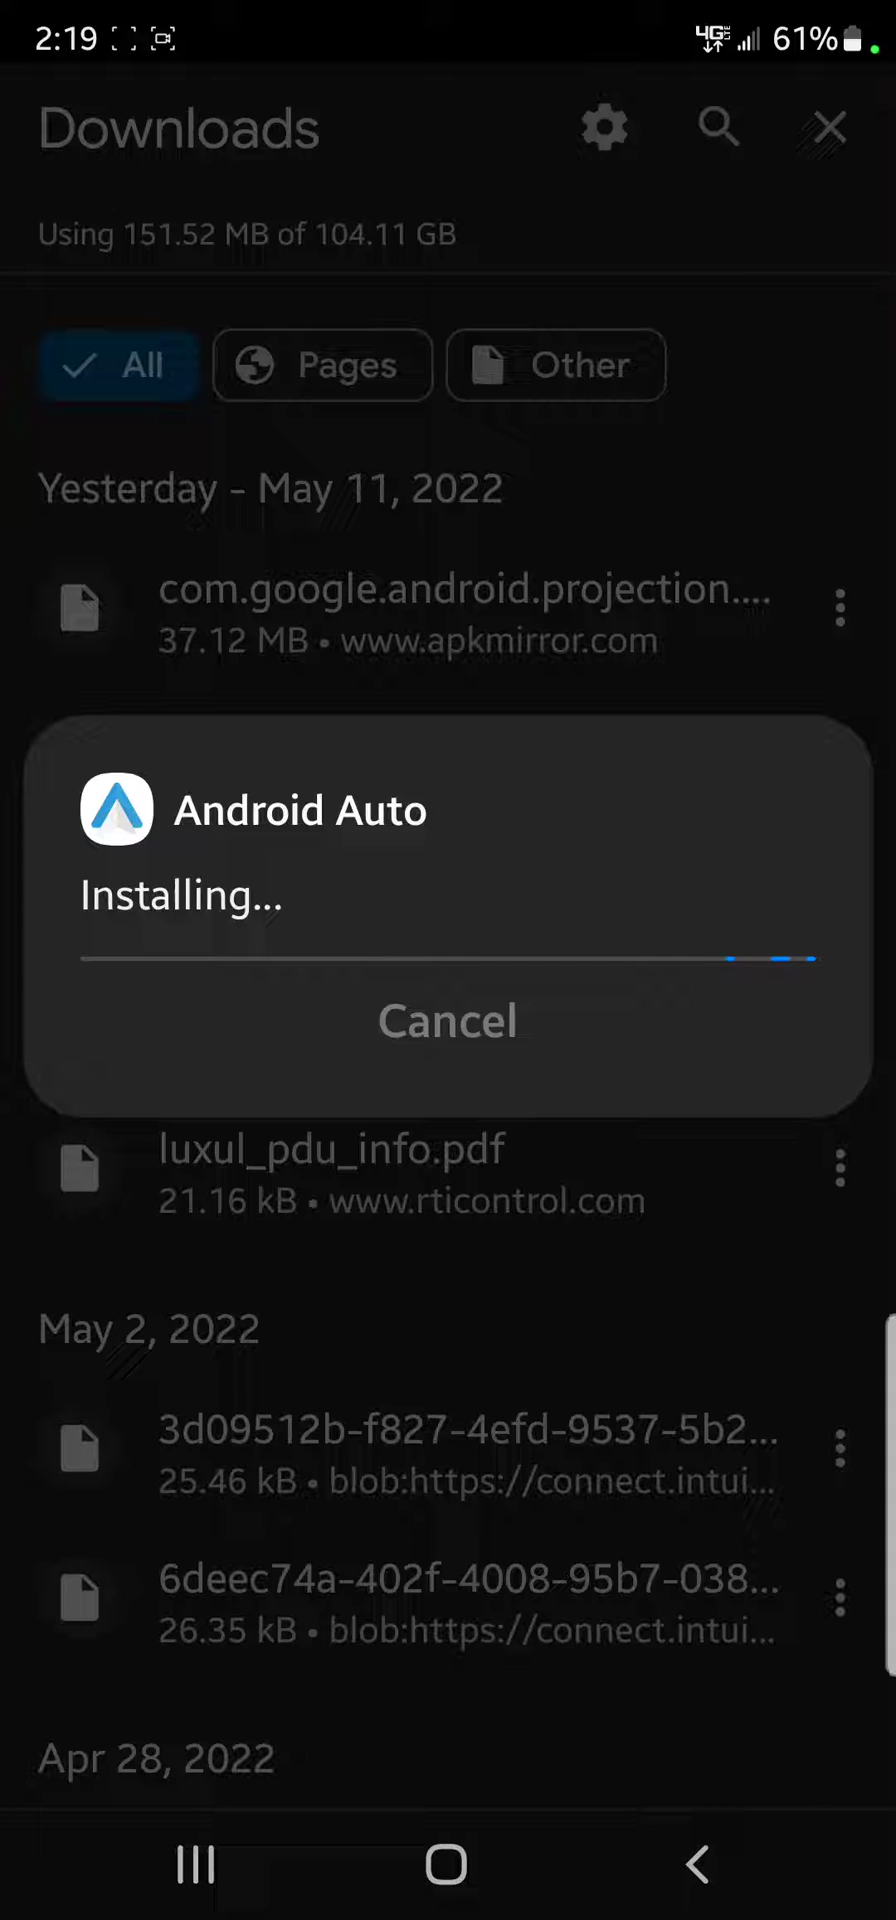 2:19 4G LTE 61%
Downloads
Using 151.52 MB of 104.11 GB
All Pages Other
Yesterday - May 11, 2022
com.google.android.projection....
37.12 MB • www.apkmirror.com
Android Auto
Installing...
Cancel
luxul_pdu_info.pdf
21.16 kB • www.rticontrol.com
May 2, 2022
3d09512b-f827-4efd-9537-5b2...
25.46 kB • blob:https://connect.intui...
6deec74a-402f-4008-95b7-038...
26.35 kB • blob:https://connect.intui...
Apr 28, 2022